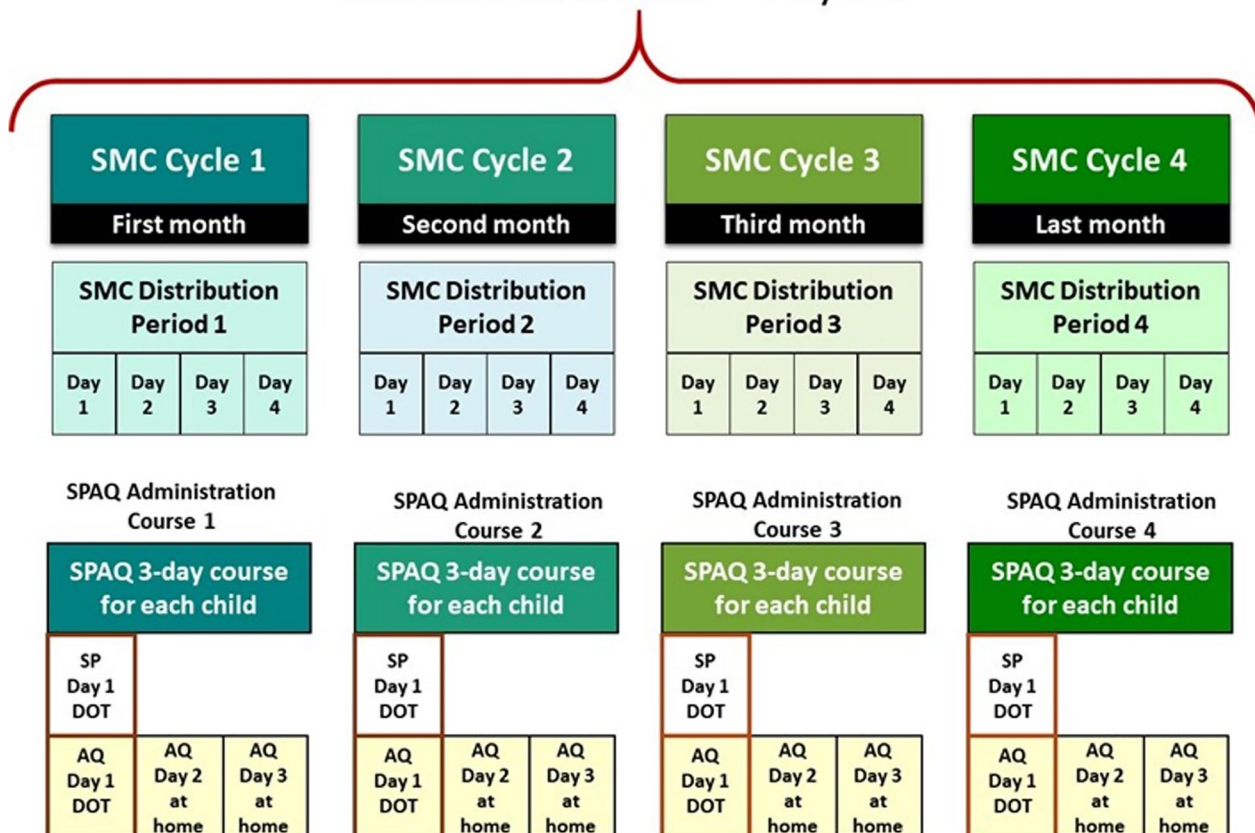 SMC Cycle 1
First month
SMC Cycle 2
Second month
SMC Cycle 3
Third month
SMC Cycle 4
Last month
SMC Distribution
Period 1
SMC Distribution
Period 2
SMC Distribution
Period 3
SMC Distribution
Period 4
Day
1
Day
2
Day
3
Day
4
Day
1
Day
2
Day
3
Day
4
Day
1
Day
2
Day
3
Day
4
Day
1
Day
2
Day
3
Day
4
SPAQ Administration
Course 1
SPAQ Administration
Course 2
SPAQ Administration
Course 3
SPAQ Administration
Course 4
SPAQ 3-day course
for each child
SPAQ 3-day course
for each child
SPAQ 3-day course
for each child
SPAQ 3-day course
for each child
SP
Day 1
DOT
SP
Day 1
DOT
SP
Day 1
DOT
SP
Day 1
DOT
AQ
Day 1
DOT
AQ
Day 2
at
home
AQ
Day 3
at
home
AQ
Day 1
DOT
AQ
Day 2
at
home
AQ
Day 3
at
home
AQ
Day 1
DOT
AQ
Day 2
at
home
AQ
Day 3
at
home
AQ
Day 1
DOT
AQ
Day 2
at
home
AQ
Day 3
at
home